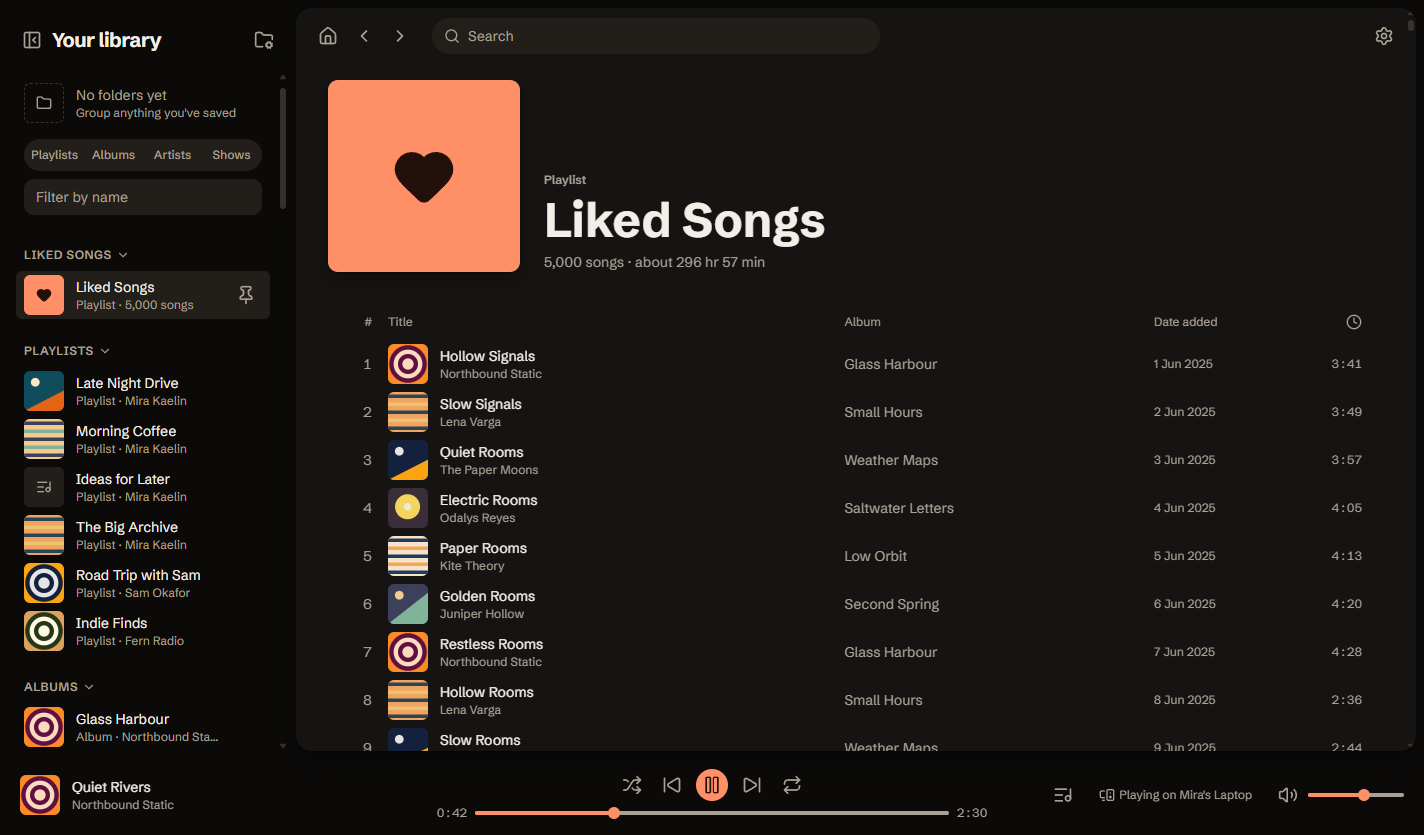 Your library
No folders yet
Group anything you've saved
Playlists Albums Artists Shows
Filter by name
LIKED SONGS
Liked Songs
Playlist · 5,000 songs
PLAYLISTS
Late Night Drive
Playlist · Mira Kaelin
Morning Coffee
Playlist · Mira Kaelin
Ideas for Later
Playlist · Mira Kaelin
The Big Archive
Playlist · Mira Kaelin
Road Trip with Sam
Playlist · Sam Okafor
Indie Finds
Playlist · Fern Radio
ALBUMS
Glass Harbour
Album · Northbound Sta...
Search
Playlist
Liked Songs
5,000 songs · about 296 hr 57 min
# Title Album Date added
1 Hollow Signals Glass Harbour 1 Jun 2025 3:41
Northbound Static
2 Slow Signals Small Hours 2 Jun 2025 3:49
Lena Varga
3 Quiet Rooms Weather Maps 3 Jun 2025 3:57
The Paper Moons
4 Electric Rooms Saltwater Letters 4 Jun 2025 4:05
Odalys Reyes
5 Paper Rooms Low Orbit 5 Jun 2025 4:13
Kite Theory
6 Golden Rooms Second Spring 6 Jun 2025 4:20
Juniper Hollow
7 Restless Rooms Glass Harbour 7 Jun 2025 4:28
Northbound Static
8 Hollow Rooms Small Hours 8 Jun 2025 2:36
Lena Varga
9 Slow Rooms Weather Maps 9 Jun 2025 2:44
Quiet Rivers
Northbound Static
0:42 2:30
Playing on Mira's Laptop